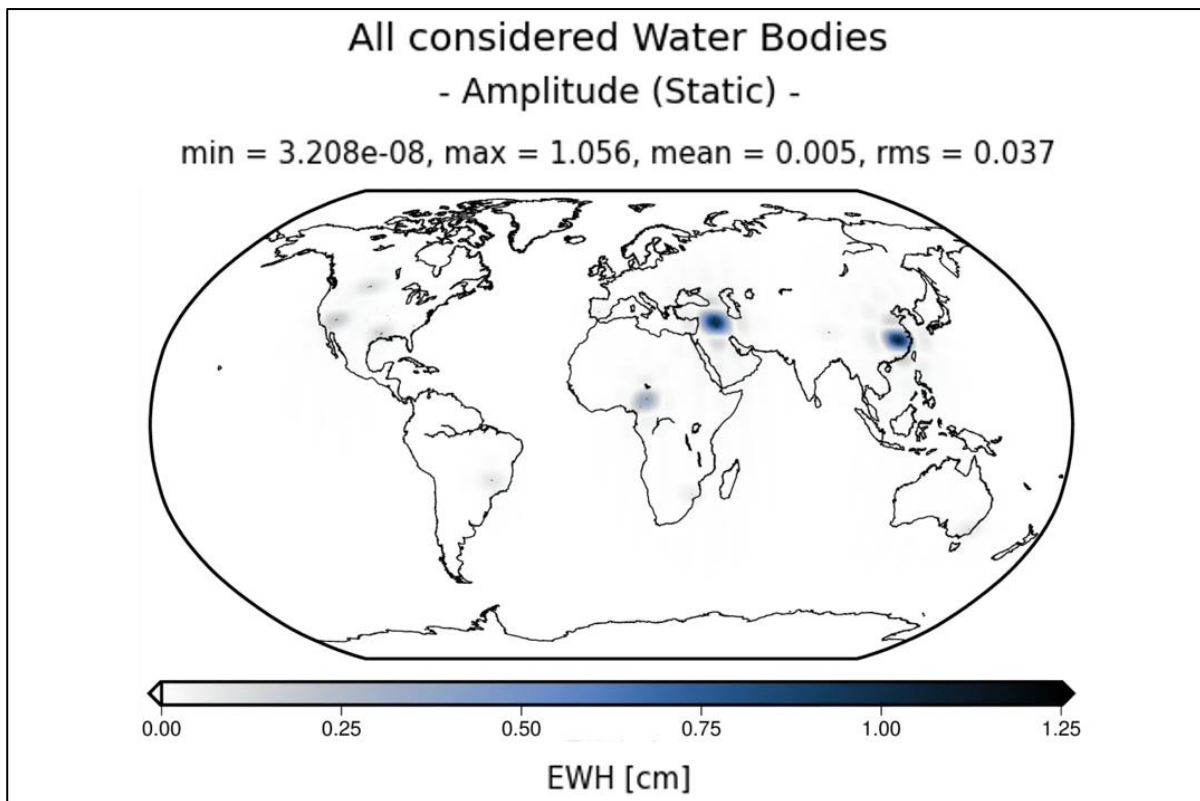 All considered Water Bodies
- Amplitude (Static) -
min = 3.208e-08, max = 1.056, mean = 0.005, rms = 0.037
0.00 0.25 0.50 0.75 1.00 1.25
EWH [cm]